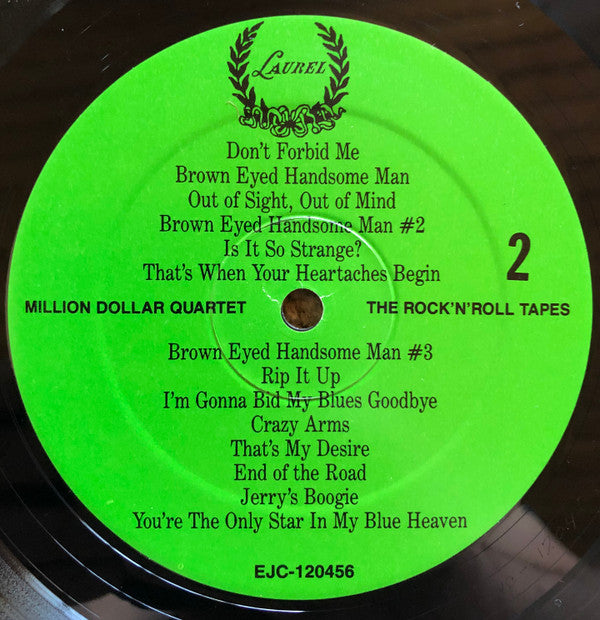 LAUREL
Don't Forbid Me
Brown Eyed Handsome Man
Out of Sight, Out of Mind
Brown Eyed Handsome Man #2
Is It So Strange?
That's When Your Heartaches Begin
2
MILLION DOLLAR QUARTET
THE ROCK'N'ROLL TAPES
Brown Eyed Handsome Man #3
Rip It Up
I'm Gonna Bid My Blues Goodbye
Crazy Arms
That's My Desire
End of the Road
Jerry's Boogie
You're The Only Star In My Blue Heaven
EJC-120456